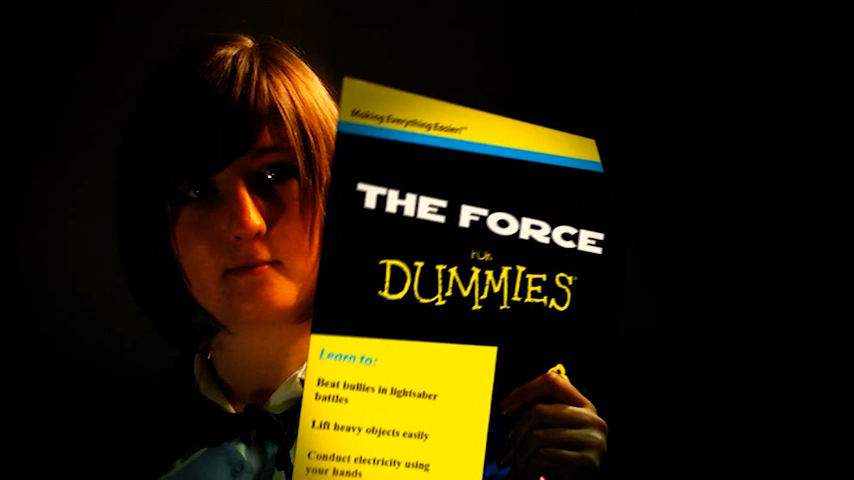 Making Everything Easier!™
THE FORCE
FOR
DUMMIES®
Learn to:
Beat bullies in lightsaber
battles
Lift heavy objects easily
Conduct electricity using
your hands